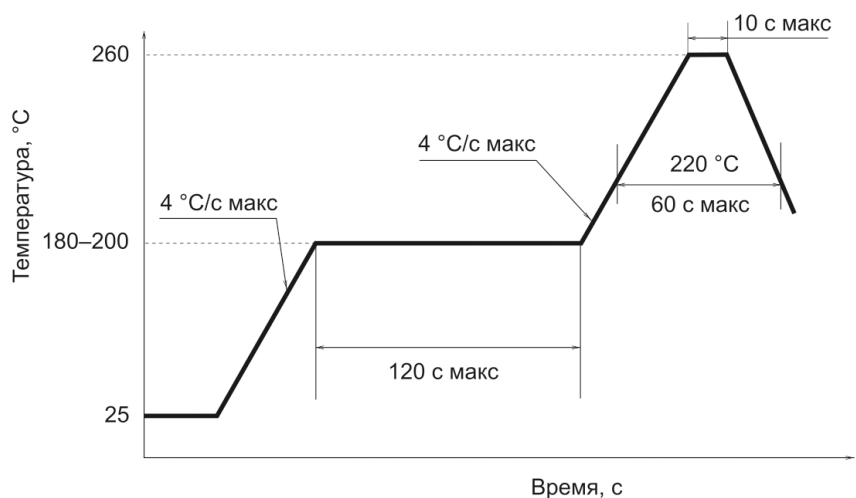 10 с макс
260
Температура, °C
4 °C/с макс
220 °C
60 с макс
4 °C/с макс
180–200
120 с макс
25
Время, с